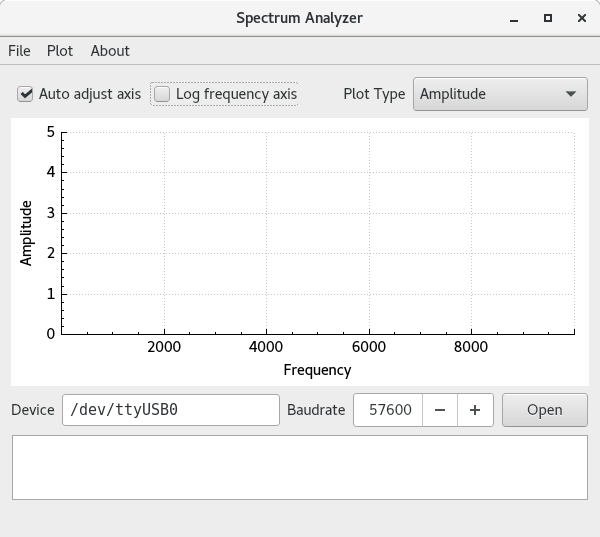 Spectrum Analyzer
File Plot About
Auto adjust axis Log frequency axis Plot Type Amplitude
5
4
3
2
1
0
Amplitude
2000 4000 6000 8000
Frequency
Device /dev/ttyUSB0 Baudrate 57600 − + Open